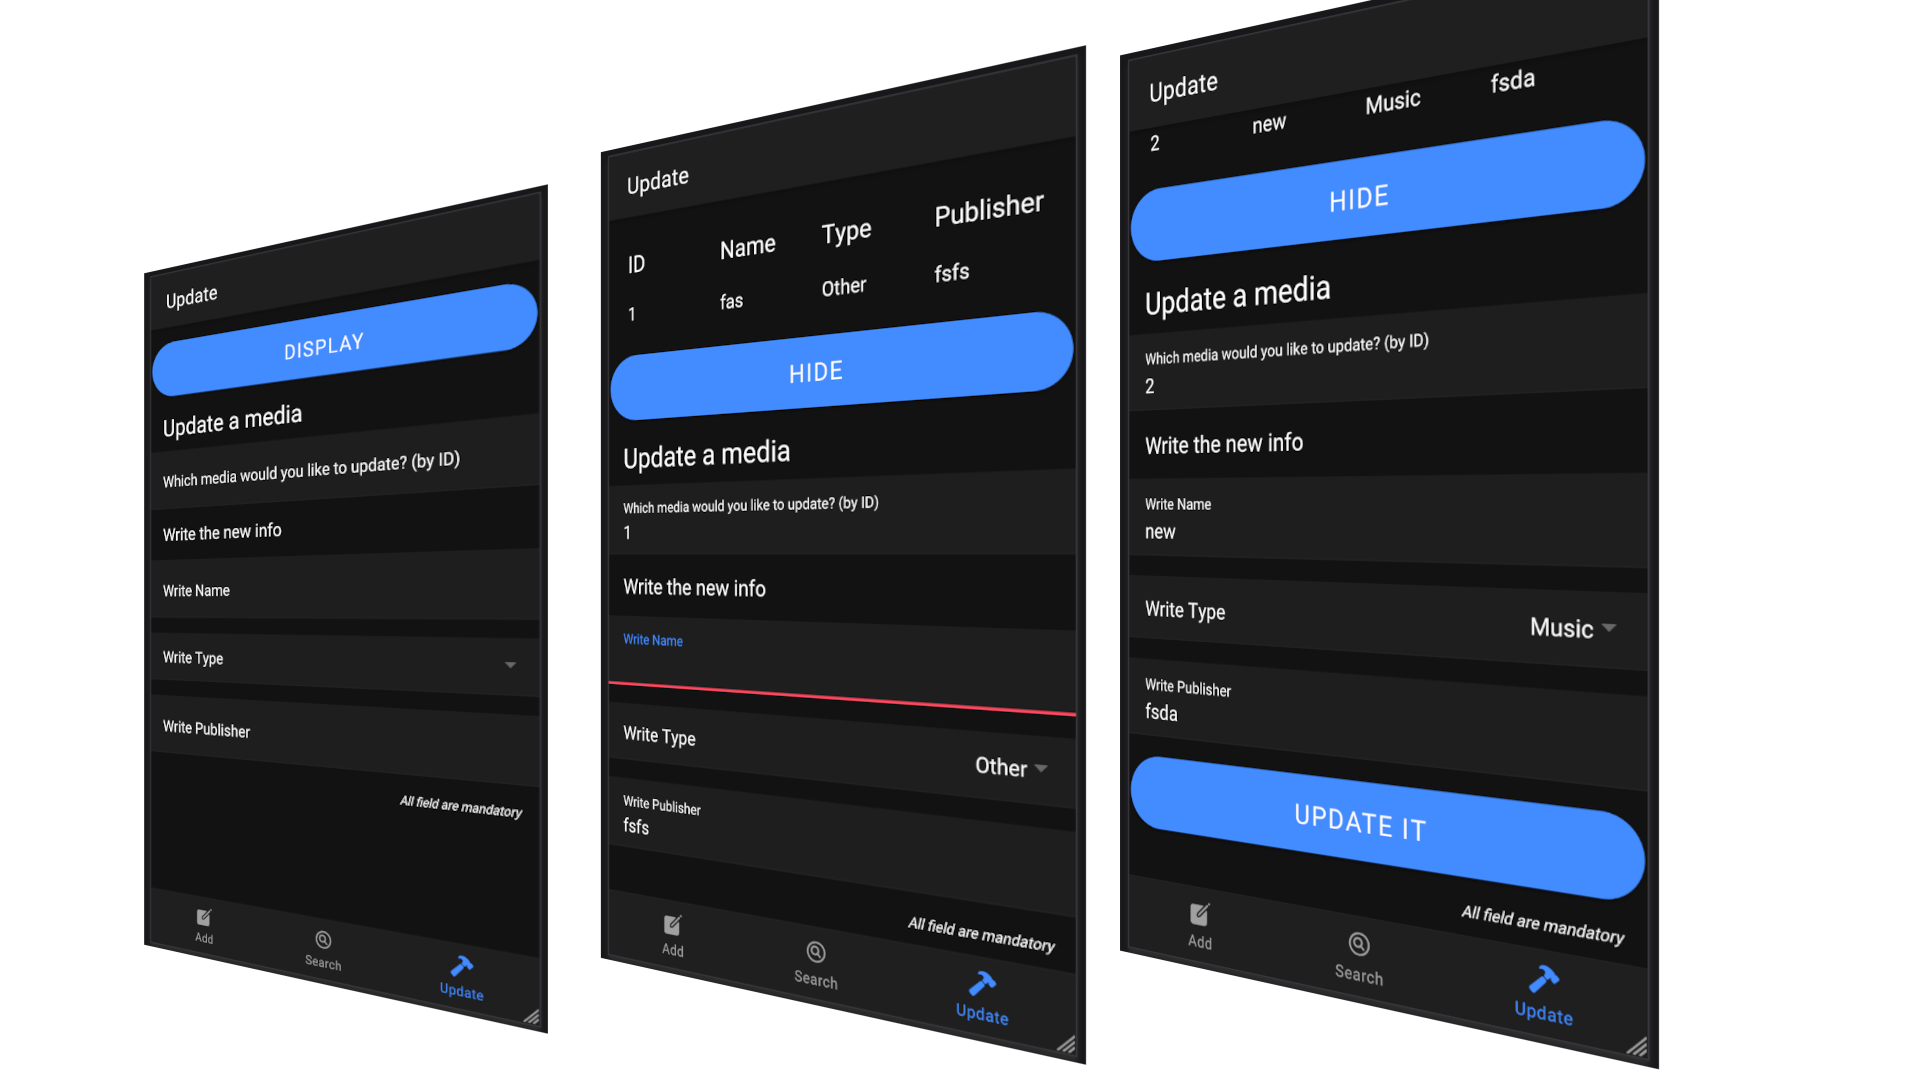 Update
DISPLAY
Update a media
Which media would you like to update? (by ID)
Write the new info
Write Name
Write Type
Write Publisher
All field are mandatory
Add Search Update
Update
ID Name Type Publisher
1 fas Other fsfs
HIDE
Update a media
Which media would you like to update? (by ID)
1
Write the new info
Write Name
Write Type Other
Write Publisher
fsfs
All field are mandatory
Add Search Update
Update
2 new Music fsda
HIDE
Update a media
Which media would you like to update? (by ID)
2
Write the new info
Write Name
new
Write Type Music
Write Publisher
fsda
UPDATE IT
All field are mandatory
Add Search Update